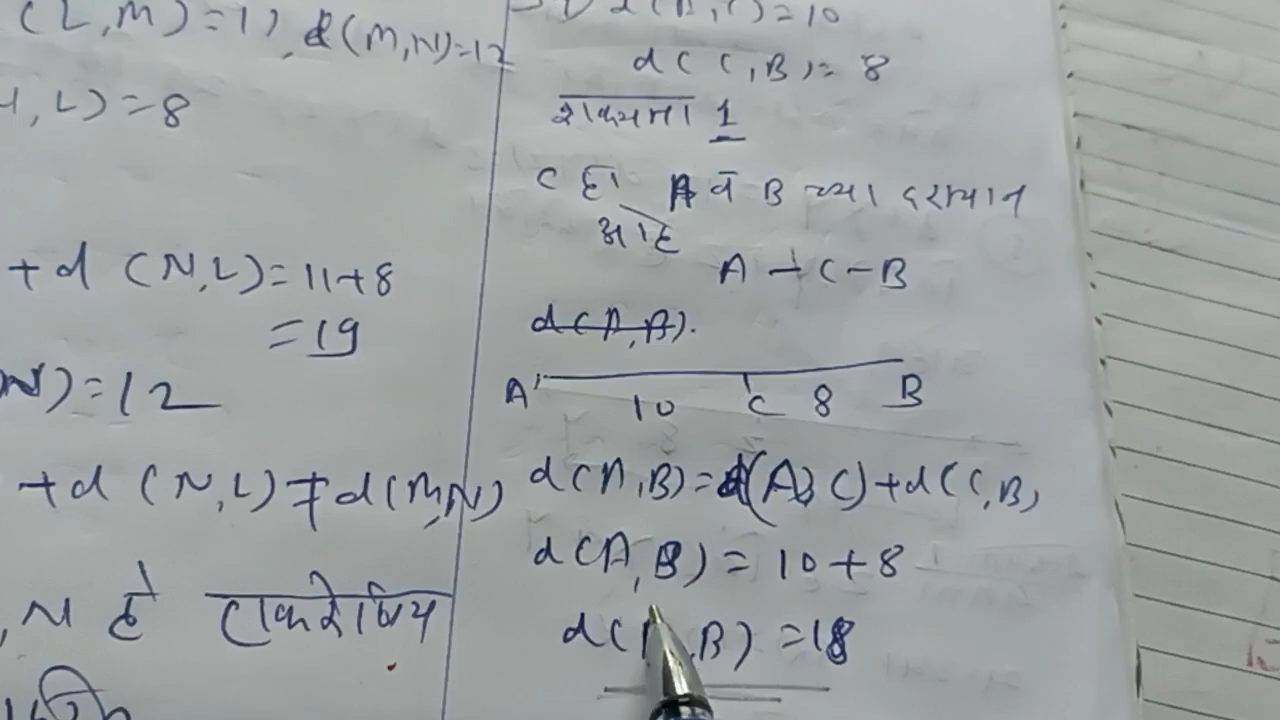 (L,M)=11, d(M,N)=12
,L)=8
+d (N,L)=11+8
=19
N)=12
+d (N,L)≠d(M,N)
,N हे एकरेषिय
d(A,C)=10
d(C,B)=8
शक्यता 1
C हा A व B च्या दरम्यान
आहे
A-C-B
d(A,B).
A 10 C 8 B
d(A,B)=d(A,C)+d(C,B)
d(A,B)=10+8
d(A,B)=18